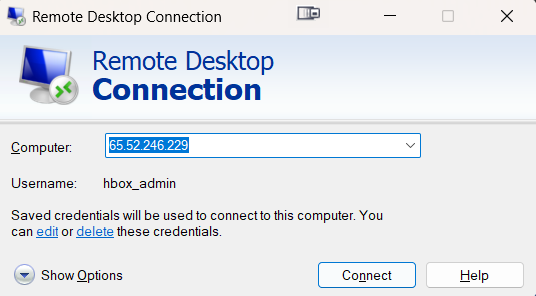 Remote Desktop Connection
Remote Desktop
Connection
Computer:
65.52.246.229
Username:
hbox_admin
Saved credentials will be used to connect to this computer. You
can edit or delete these credentials.
Show Options
Connect
Help